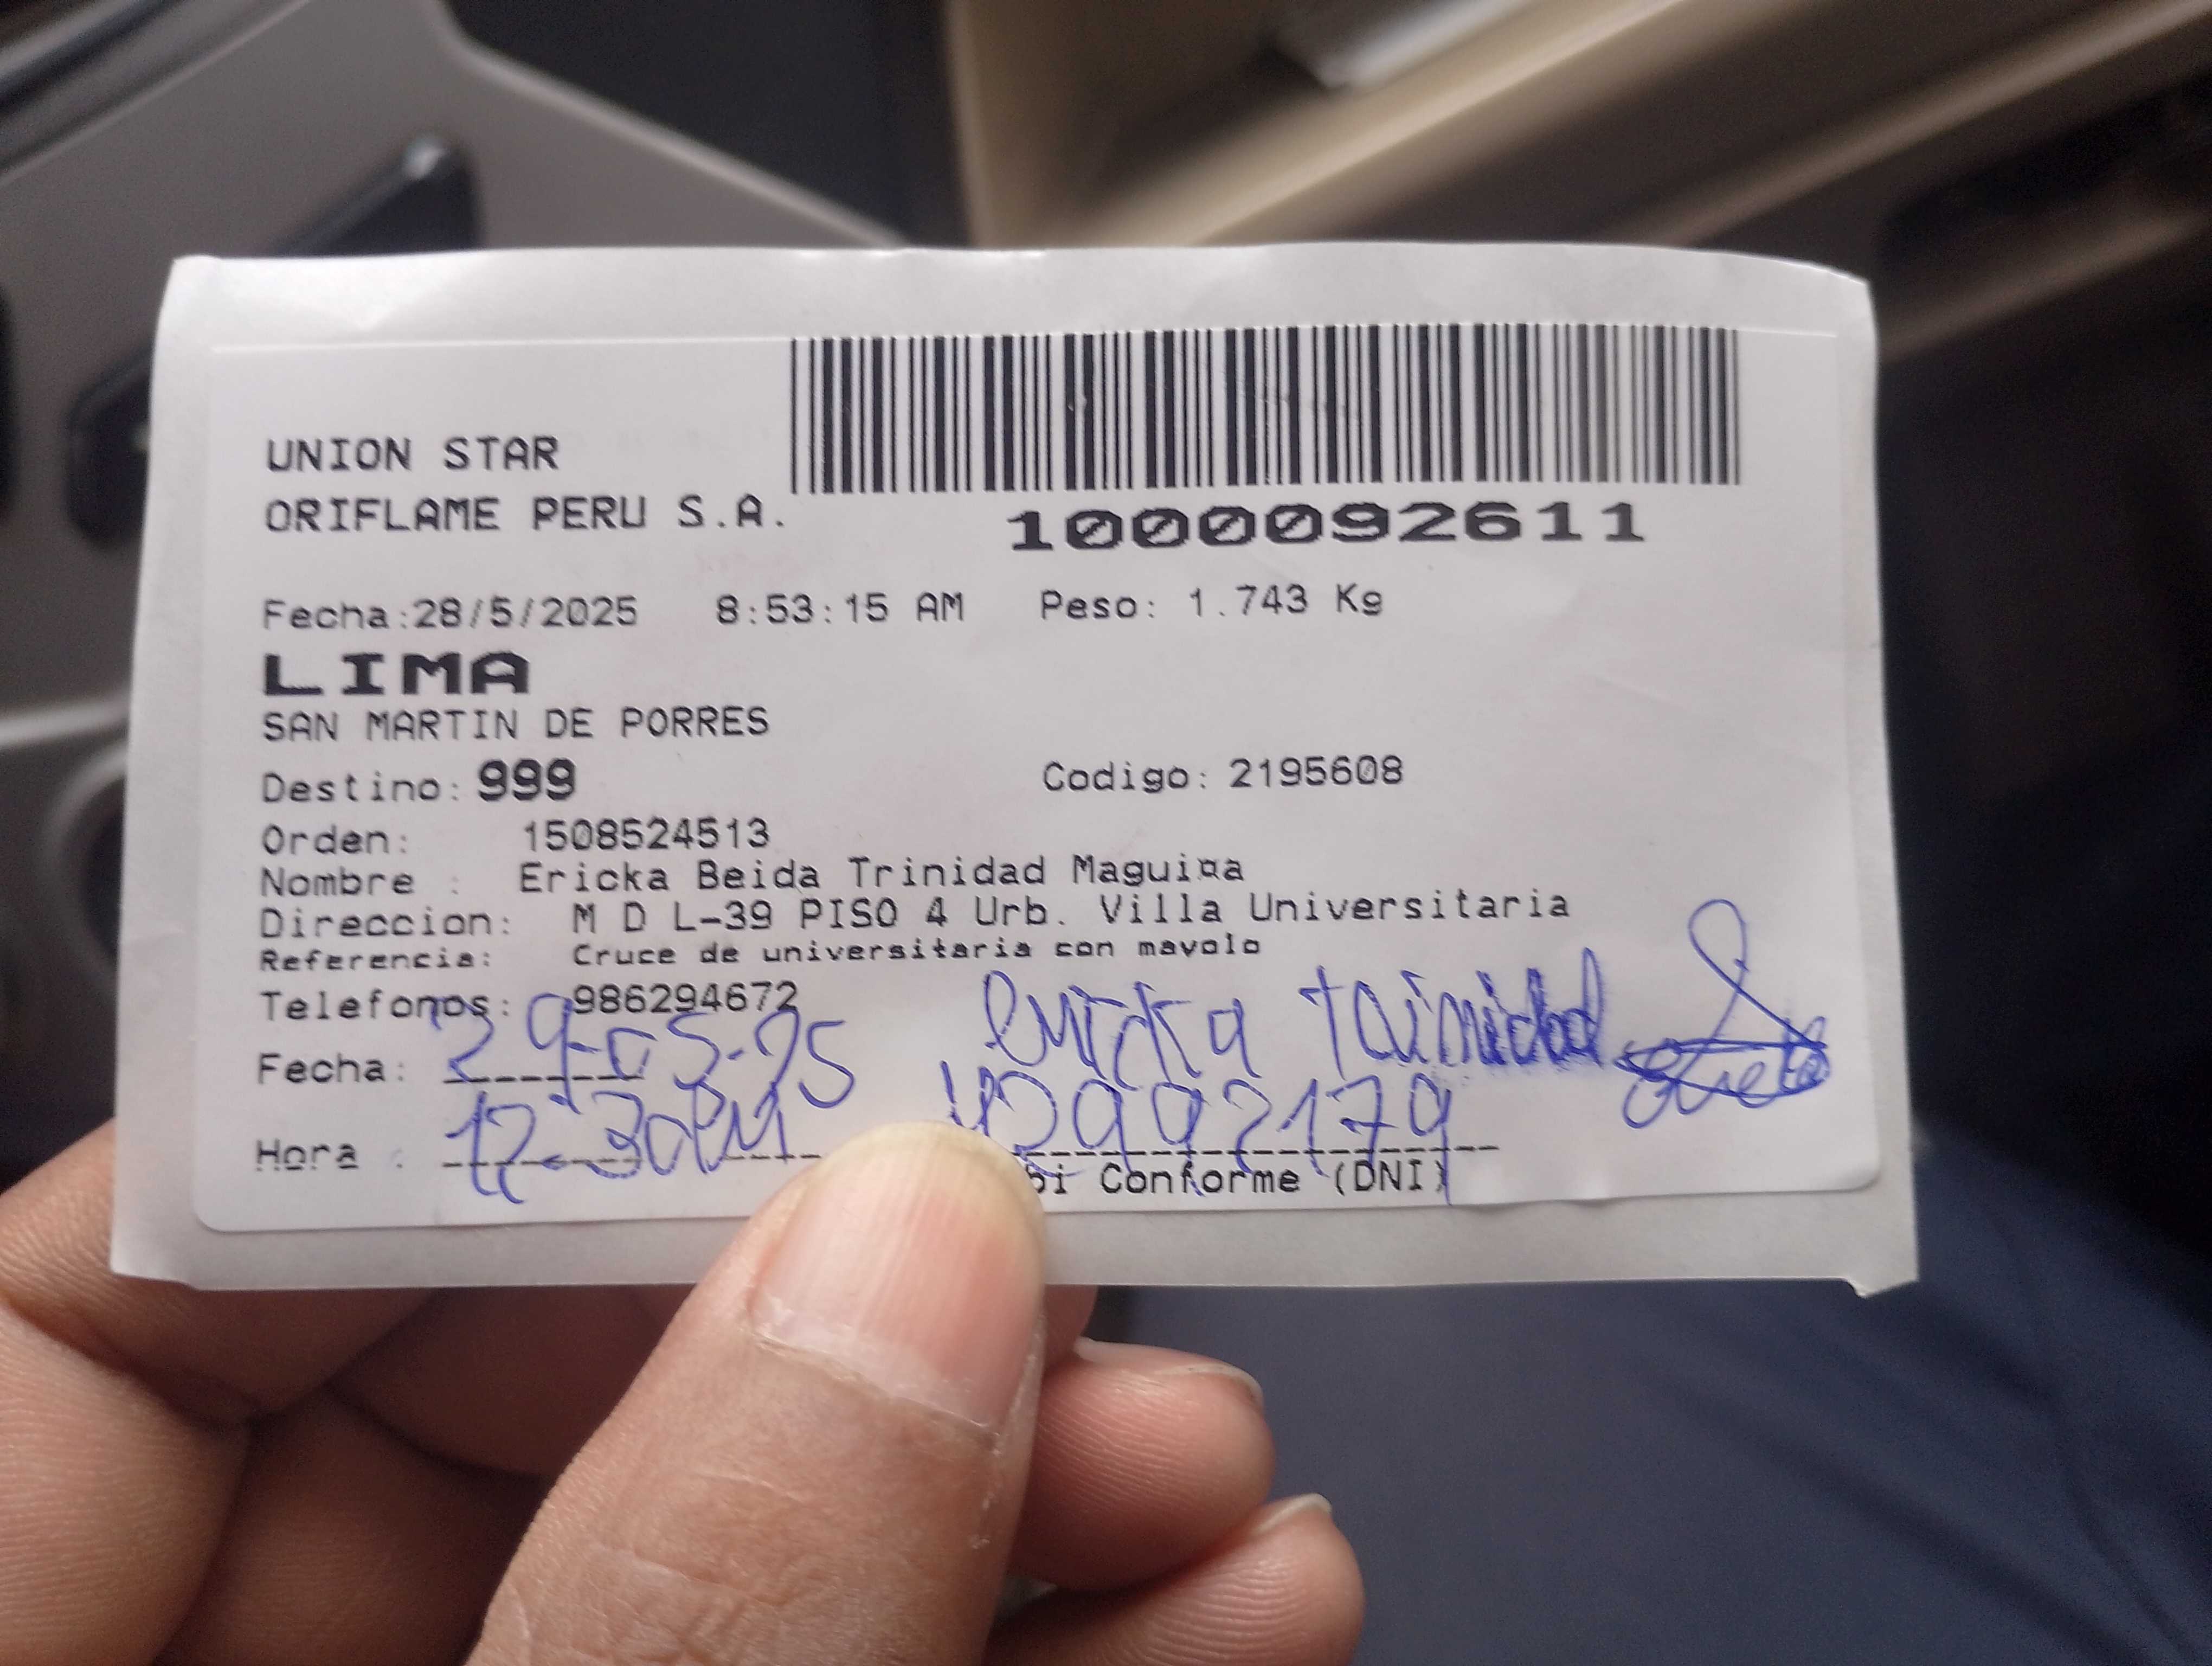 UNION STAR
ORIFLAME PERU S.A.
1000092611
Fecha:28/5/2025 8:53:15 AM Peso: 1.743 Kg
LIMA
SAN MARTIN DE PORRES
Destino: 999 Codigo: 2195608
Orden: 1508524513
Nombre : Ericka Beida Trinidad Maguiña
Direccion: M D L-39 PISO 4 Urb. Villa Universitaria
Referencia: Cruce de universitaria con mayolo
Telefonos: 986294672
Fecha: 29-05-25 Ericka trinidad
Hora : 12:30PM 42992179
bi Conforme (DNI)